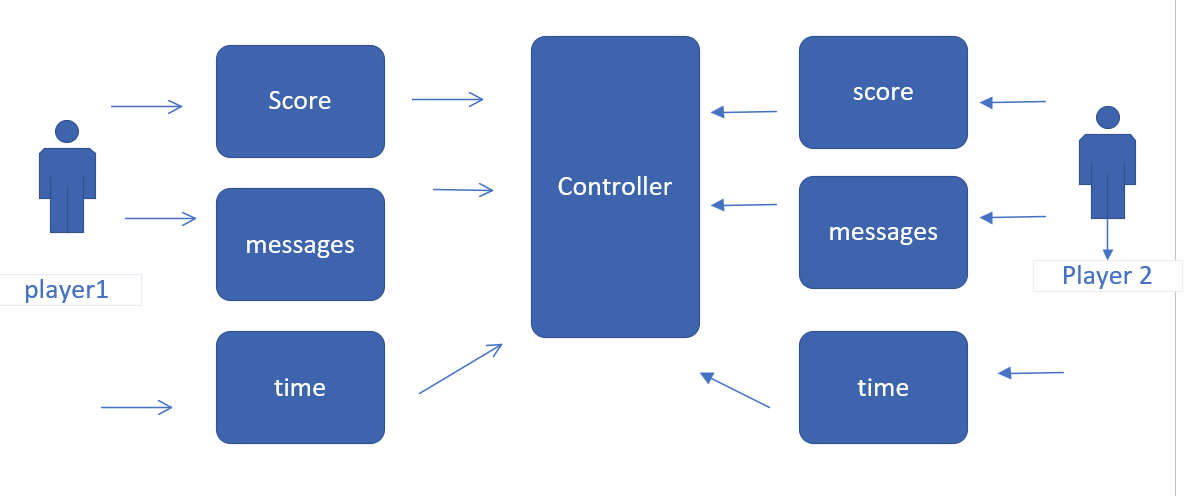 Score
messages
time
player1
Controller
score
messages
time
Player 2